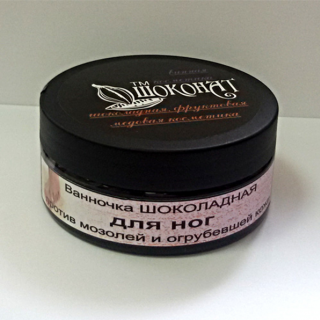 ТМ
ШОКОНАТ
шоколадная, фруктовая
медовая косметика
Ванночка ШОКОЛАДНАЯ
для ног
против мозолей и огрубевшей